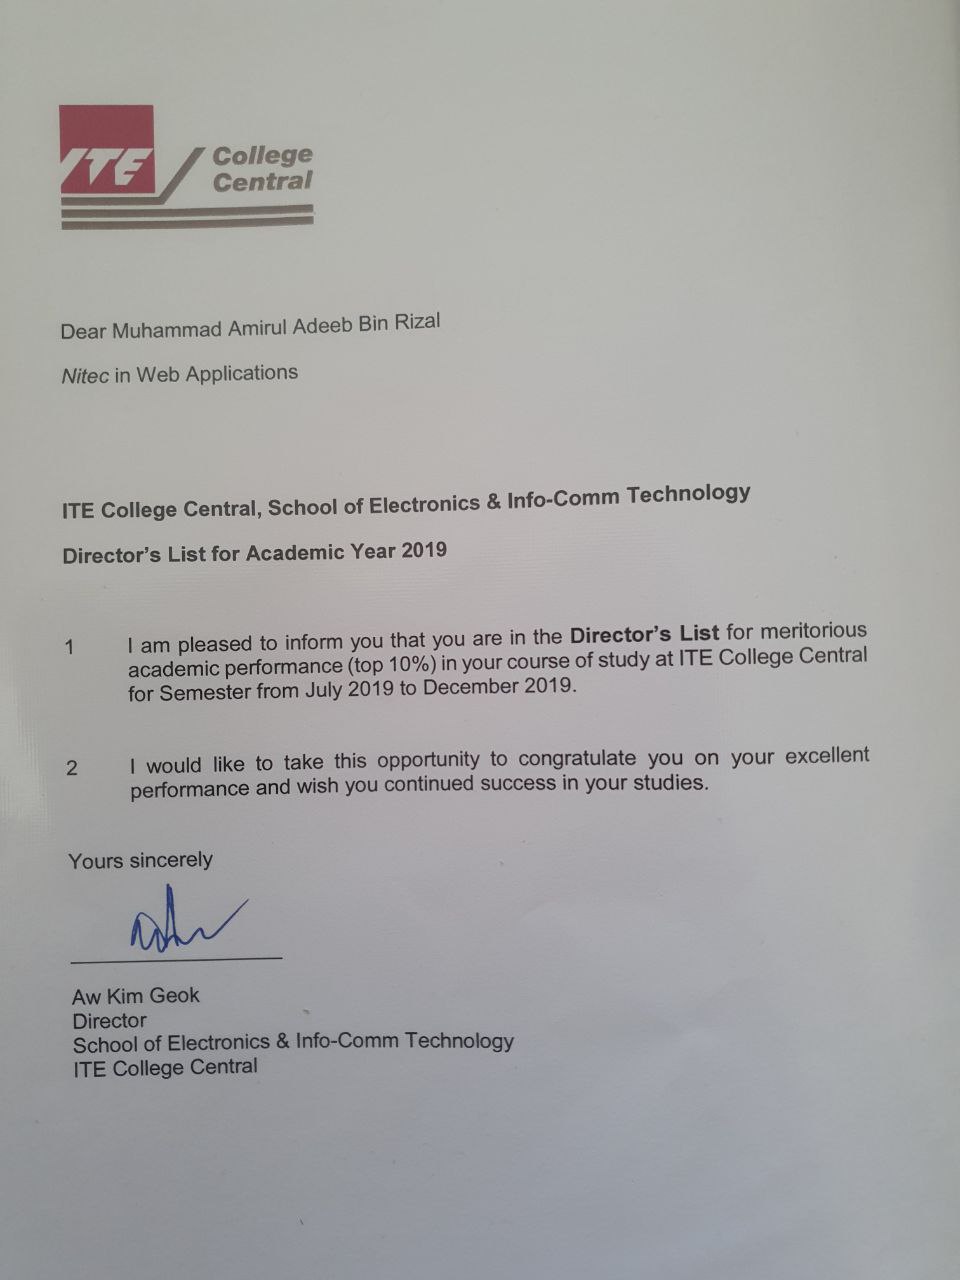 ITE College
Central
Dear Muhammad Amirul Adeeb Bin Rizal
Nitec in Web Applications
ITE College Central, School of Electronics & Info-Comm Technology
Director's List for Academic Year 2019
1 I am pleased to inform you that you are in the Director's List for meritorious
academic performance (top 10%) in your course of study at ITE College Central
for Semester from July 2019 to December 2019.
2 I would like to take this opportunity to congratulate you on your excellent
performance and wish you continued success in your studies.
Yours sincerely
Aw Kim Geok
Director
School of Electronics & Info-Comm Technology
ITE College Central